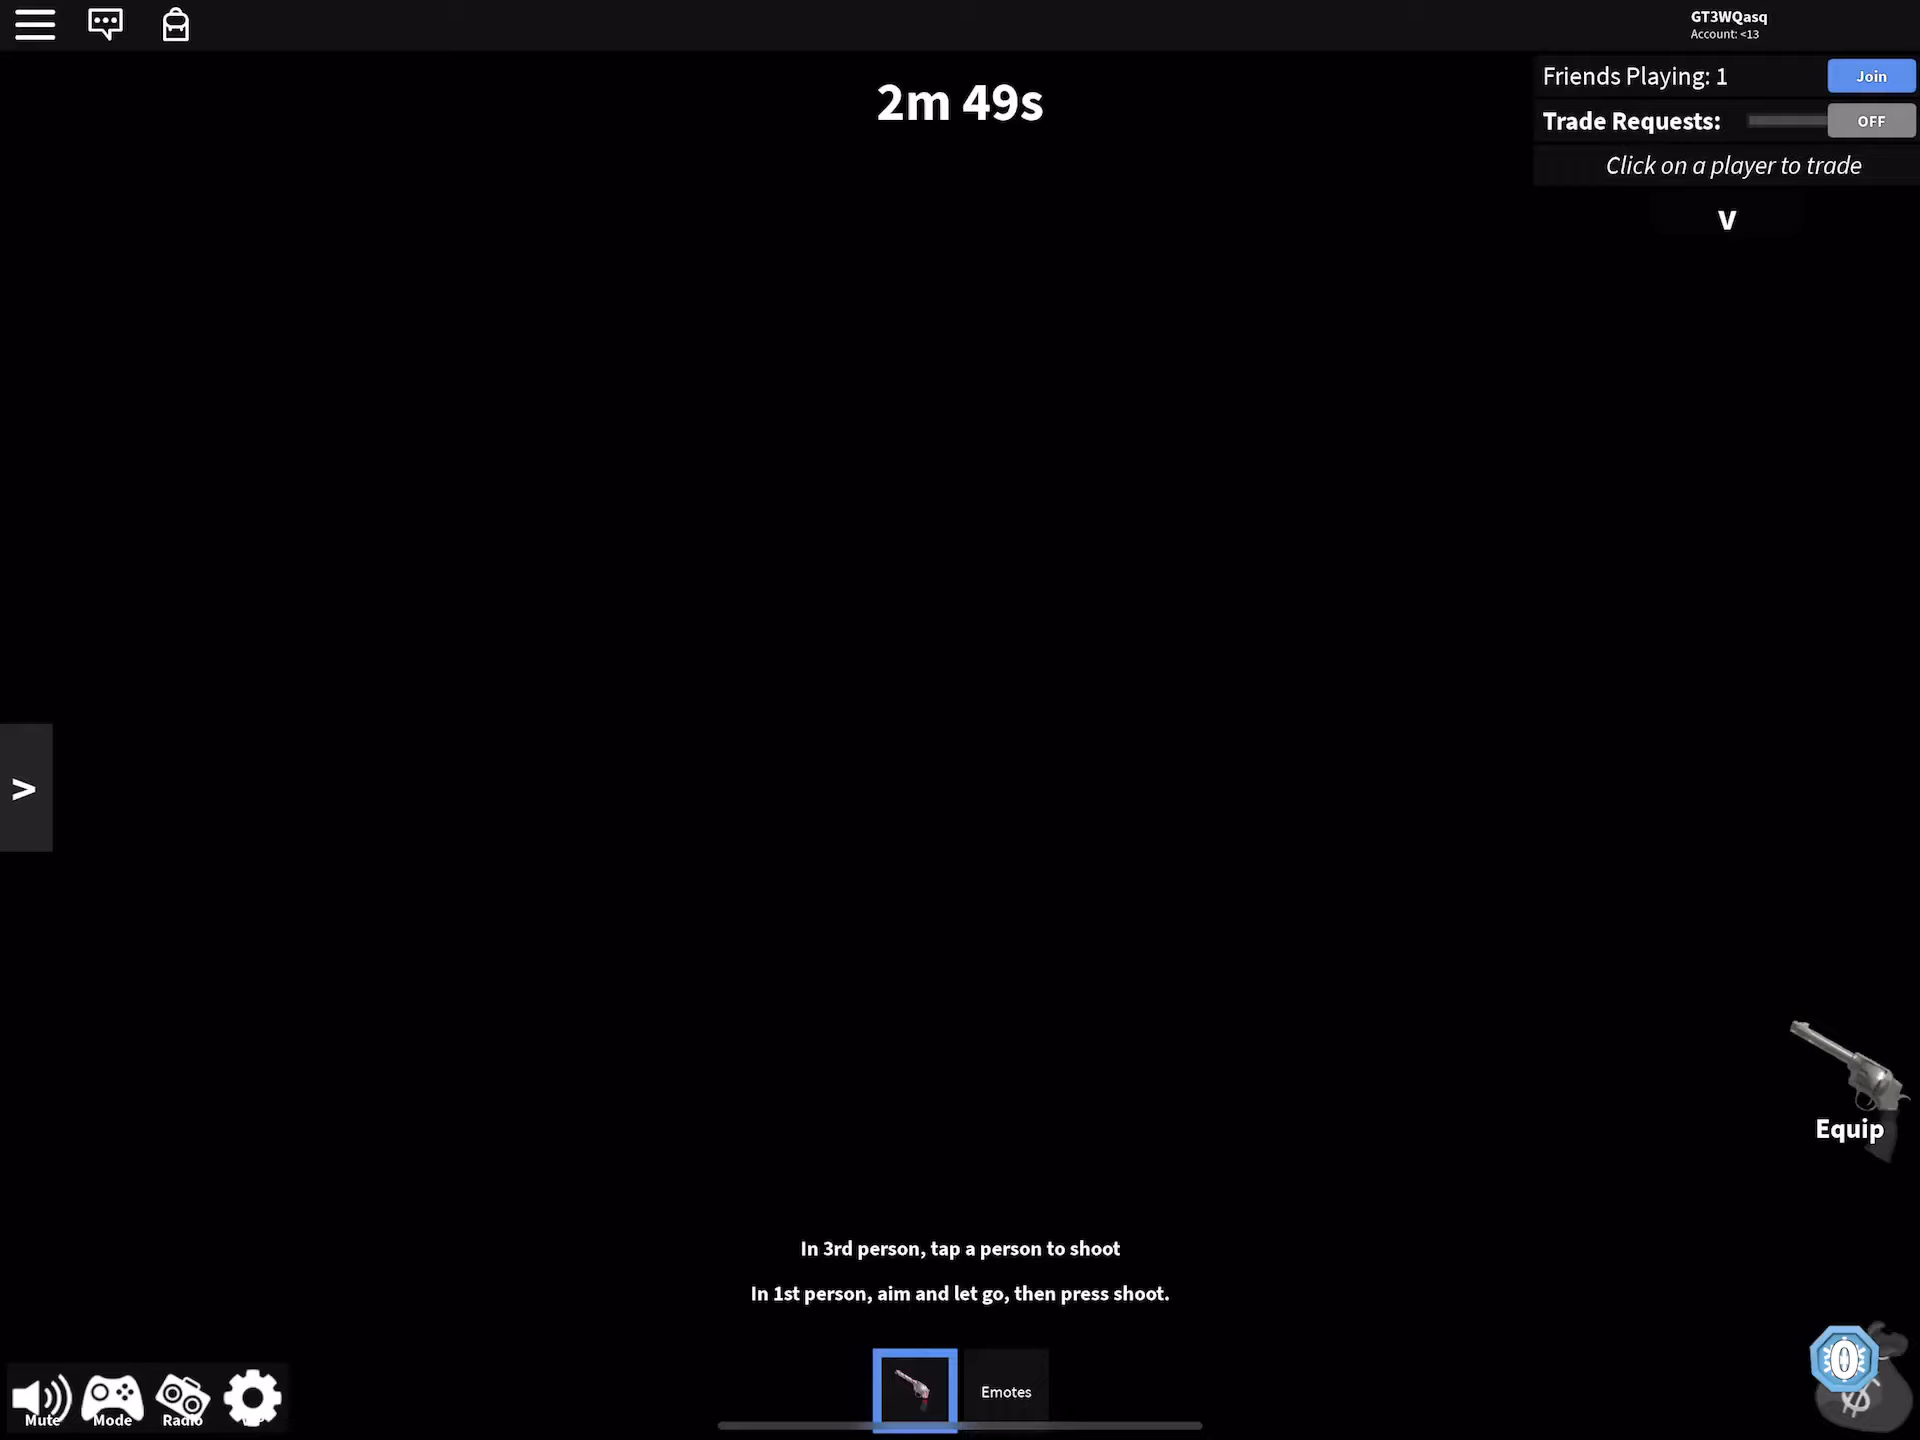 GT3WQasq
Account: <13
2m 49s
Friends Playing: 1
Join
Trade Requests:
OFF
Click on a player to trade
v
>
Equip
In 3rd person, tap a person to shoot
In 1st person, aim and let go, then press shoot.
Mute
Mode
Radio
Emotes
0